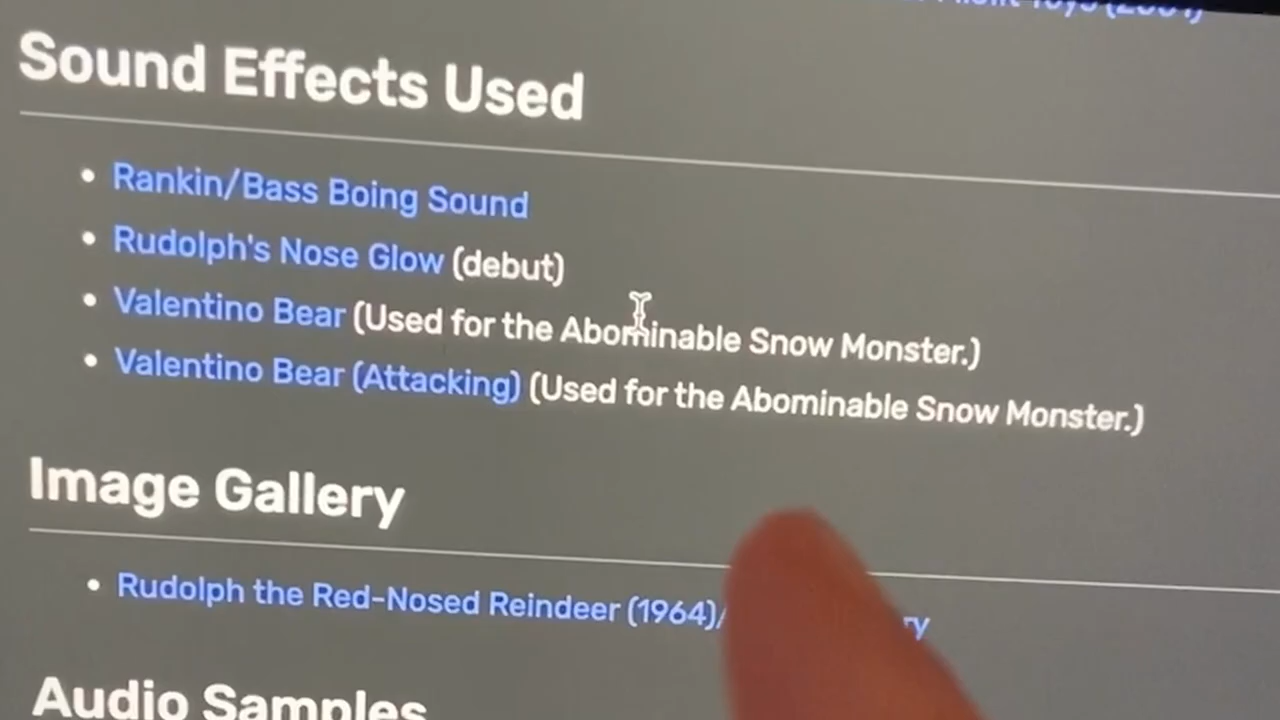 Sound Effects Used
• Rankin/Bass Boing Sound
• Rudolph's Nose Glow (debut)
• Valentino Bear (Used for the Abominable Snow Monster.)
• Valentino Bear (Attacking) (Used for the Abominable Snow Monster.)
Image Gallery
• Rudolph the Red-Nosed Reindeer (1964)/
Audio Samples